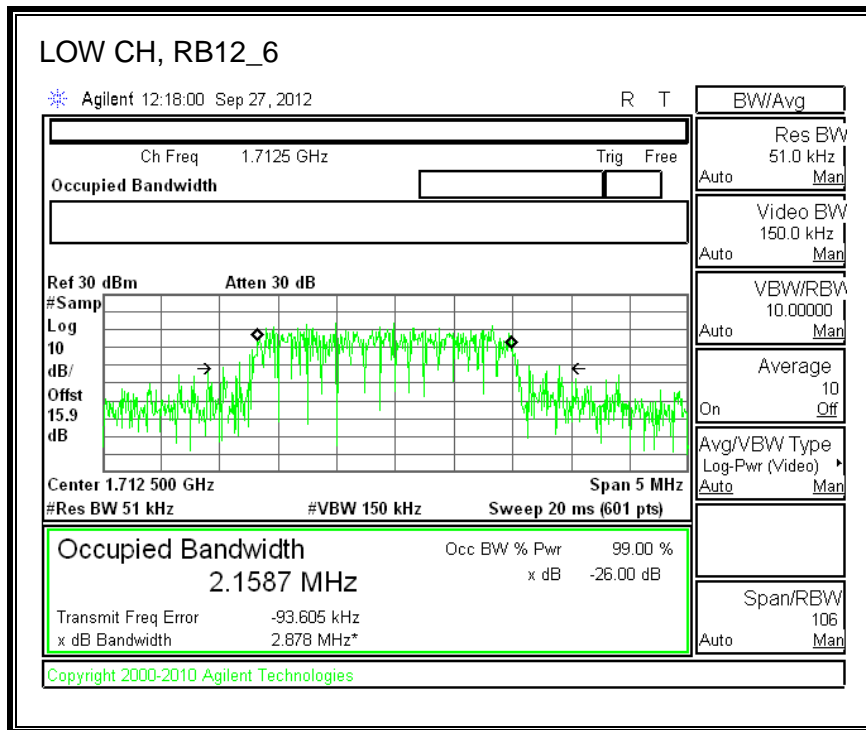 LOW CH, RB12_6
Agilent 12:18:00 Sep 27, 2012 R T
Ch Freq 1.7125 GHz Trig Free
Occupied Bandwidth
Ref 30 dBm Atten 30 dB
#Samp
Log
10
dB/
Offst
15.9
dB
Center 1.712 500 GHz Span 5 MHz
#Res BW 51 kHz #VBW 150 kHz Sweep 20 ms (601 pts)
Occupied Bandwidth Occ BW % Pwr 99.00 %
2.1587 MHz x dB -26.00 dB
Transmit Freq Error -93.605 kHz
x dB Bandwidth 2.878 MHz*
Copyright 2000-2010 Agilent Technologies
BW/Avg
Res BW
51.0 kHz
Auto Man
Video BW
150.0 kHz
Auto Man
VBW/RBW
10.00000
Auto Man
Average
10
On Off
Avg/VBW Type
Log-Pwr (Video)
Auto Man
Span/RBW
106
Auto Man